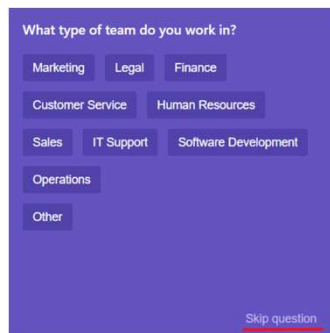 What type of team do you work in?
Marketing Legal Finance
Customer Service Human Resources
Sales IT Support Software Development
Operations
Other
Skip question